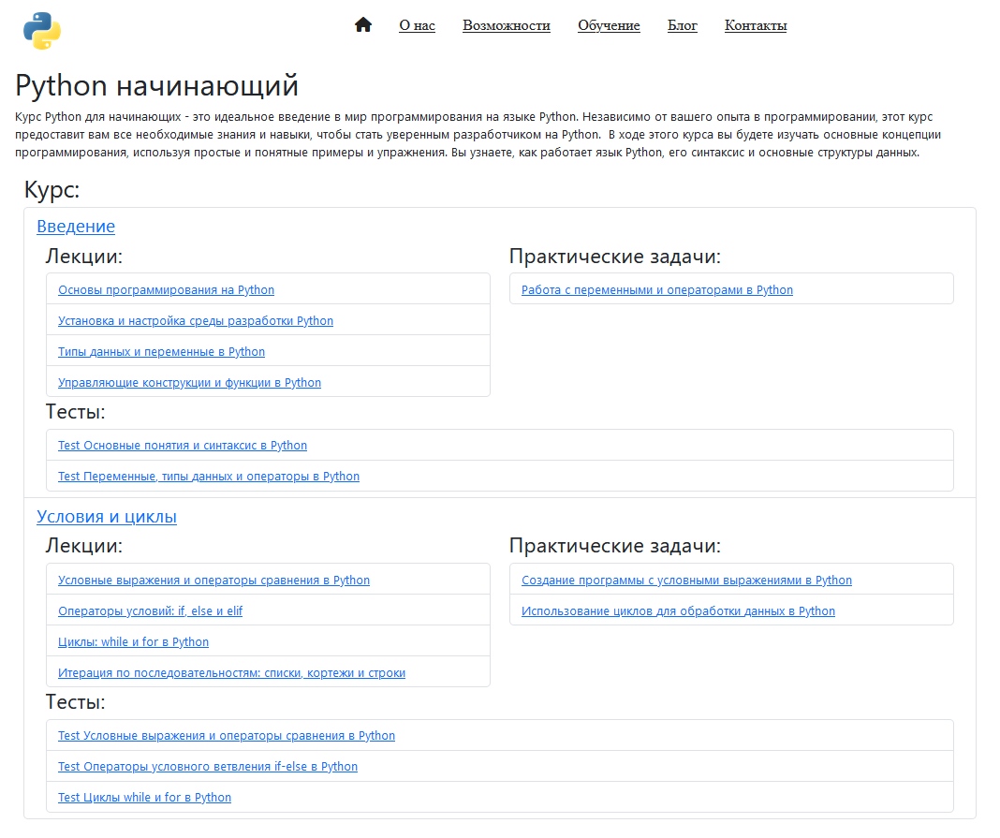 О нас Возможности Обучение Блог Контакты
Python начинающий
Курс Python для начинающих - это идеальное введение в мир программирования на языке Python. Независимо от вашего опыта в программировании, этот курс
предоставит вам все необходимые знания и навыки, чтобы стать уверенным разработчиком на Python. В ходе этого курса вы будете изучать основные концепции
программирования, используя простые и понятные примеры и упражнения. Вы узнаете, как работает язык Python, его синтаксис и основные структуры данных.
Курс:
Введение
Лекции:
Основы программирования на Python
Установка и настройка среды разработки Python
Типы данных и переменные в Python
Управляющие конструкции и функции в Python
Практические задачи:
Работа с переменными и операторами в Python
Тесты:
Test Основные понятия и синтаксис в Python
Test Переменные, типы данных и операторы в Python
Условия и циклы
Лекции:
Условные выражения и операторы сравнения в Python
Операторы условий: if, else и elif
Циклы: while и for в Python
Итерация по последовательностям: списки, кортежи и строки
Практические задачи:
Создание программы с условными выражениями в Python
Использование циклов для обработки данных в Python
Тесты:
Test Условные выражения и операторы сравнения в Python
Test Операторы условного ветвления if-else в Python
Test Циклы while и for в Python